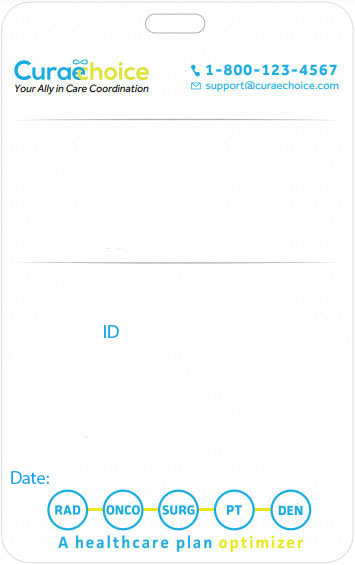 Curaechoice
Your Ally in Care Coordination
1-800-123-4567
support@curaechoice.com
ID
Date:
RAD ONCO SURG PT DEN
A healthcare plan optimizer